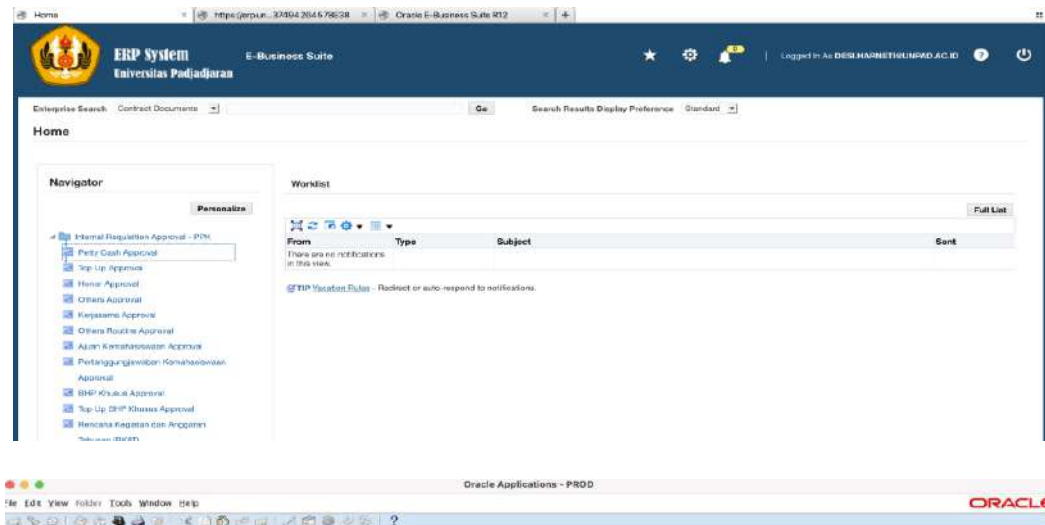 Home
Oracle E-Business Suite R12
ERP System
Universitas Padjadjaran
E-Business Suite
Logged In As DESI.HARNETI@UNPAD.AC.ID
Enterprise Search Contract Documents Go Search Results Display Preference Standard
Home
Navigator
Personalize
Internal Requisition Approval - PPK
Petty Cash Approval
Top Up Approval
Honor Approval
Others Approval
Kerjasama Approval
Others Routine Approval
Ajuan Kemahasiswaan Approval
Pertanggungjawaban Kemahasiswaan
Approval
BHP Khusus Approval
Top Up BHP Khusus Approval
Rencana Kegiatan dan Anggaran
Tahunan (RKAT)
Worklist
Full List
From Type Subject Sent
There are no notifications
in this view.
TIP Vacation Rules - Redirect or auto-respond to notifications.
Oracle Applications - PROD
File Edit View Folder Tools Window Help
ORACLE